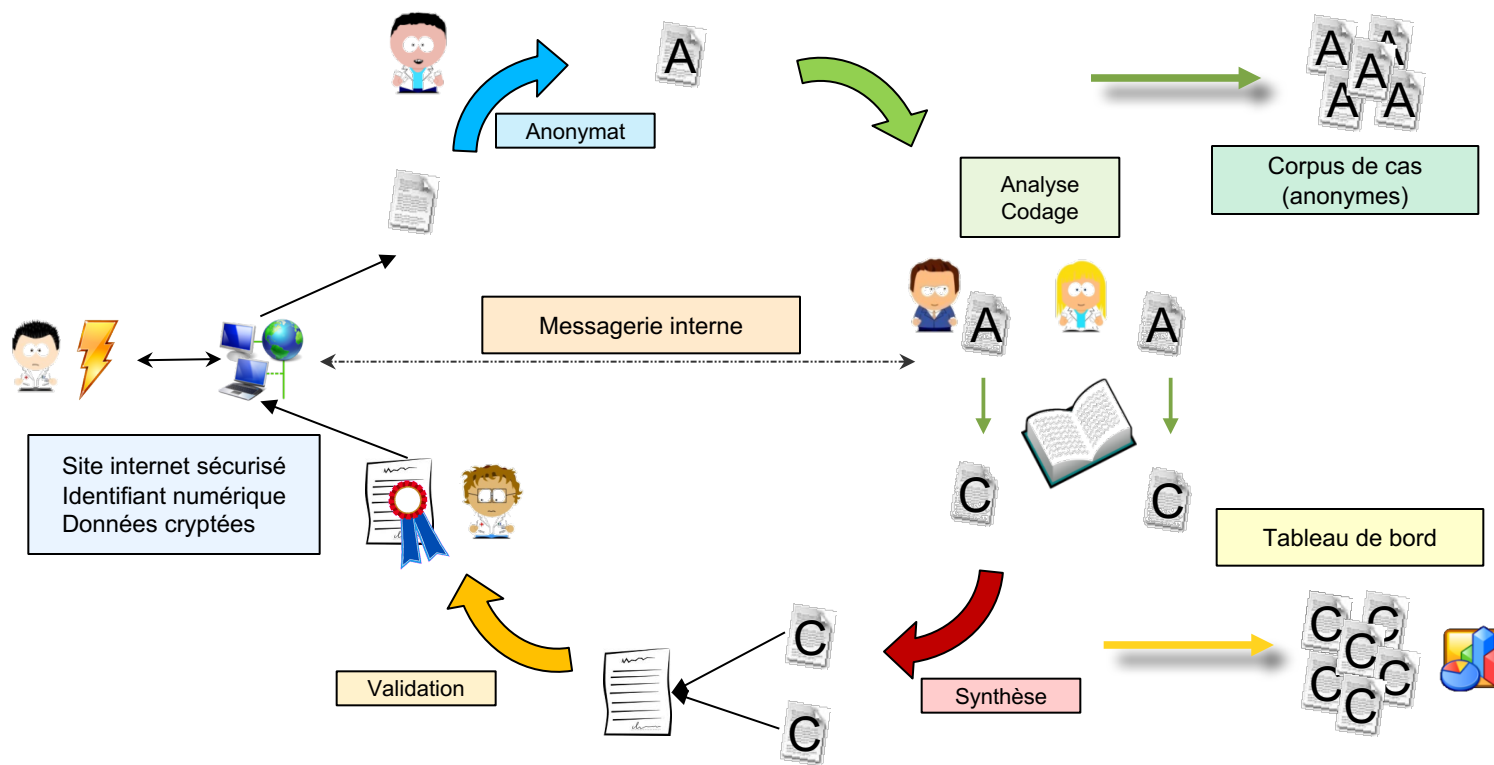 A
A
A
A
A
A
Anonymat
Corpus de cas
(anonymes)
Analyse
Codage
Messagerie interne
A
A
Site internet sécurisé
Identifiant numérique
Données cryptées
C
C
Tableau de bord
C
C
C
C
C
C
C
C
C
Validation
Synthèse